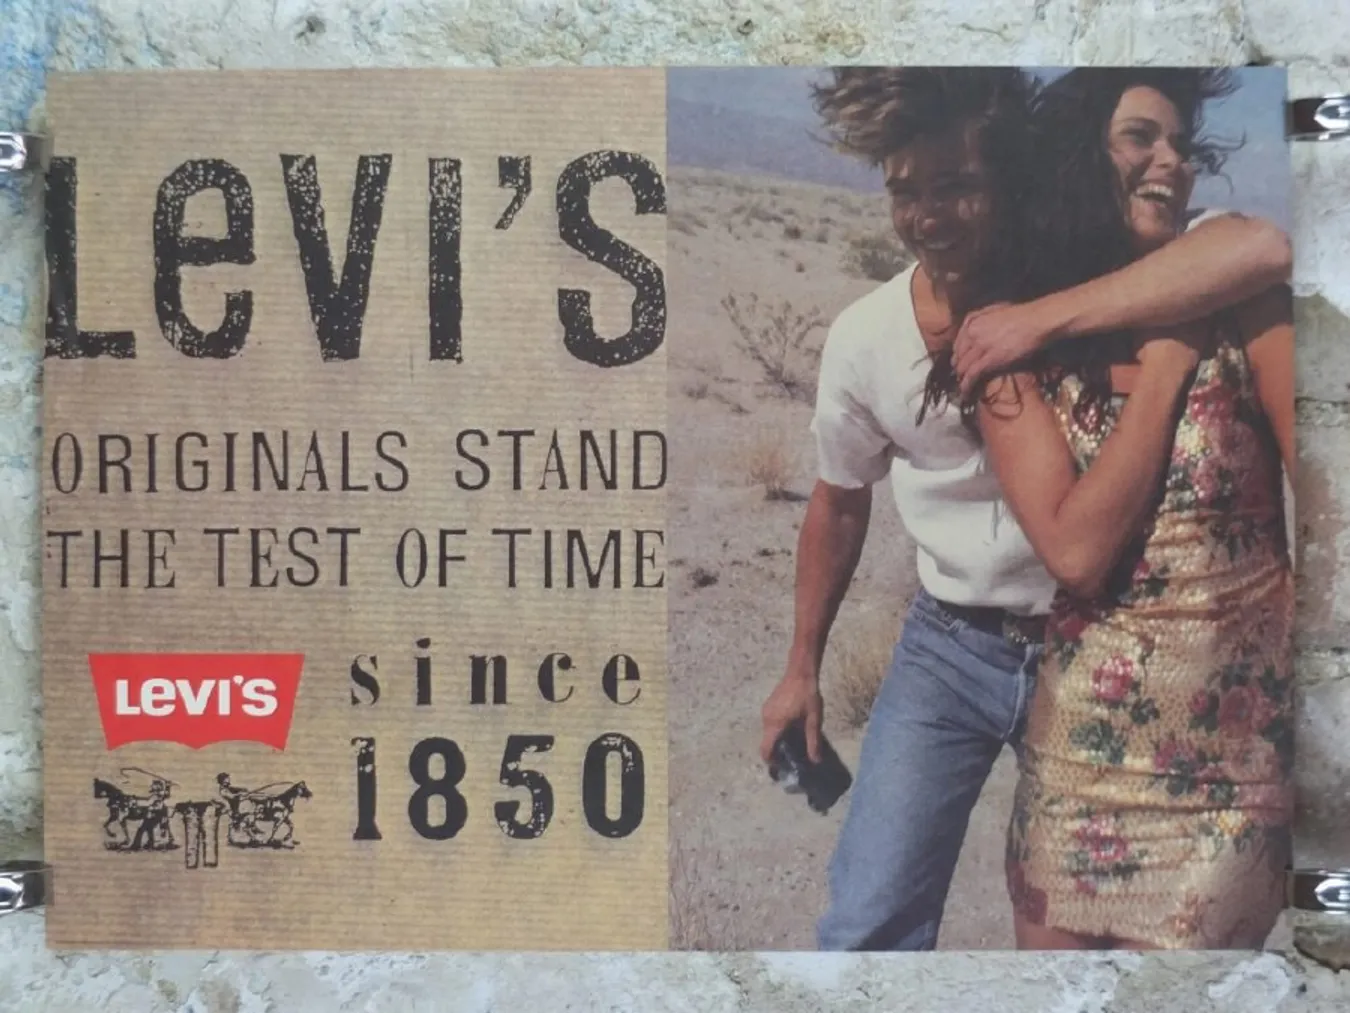 LeVI'S
ORIGINALS STAND
THE TEST OF TIME
LeVI'S
since
1850